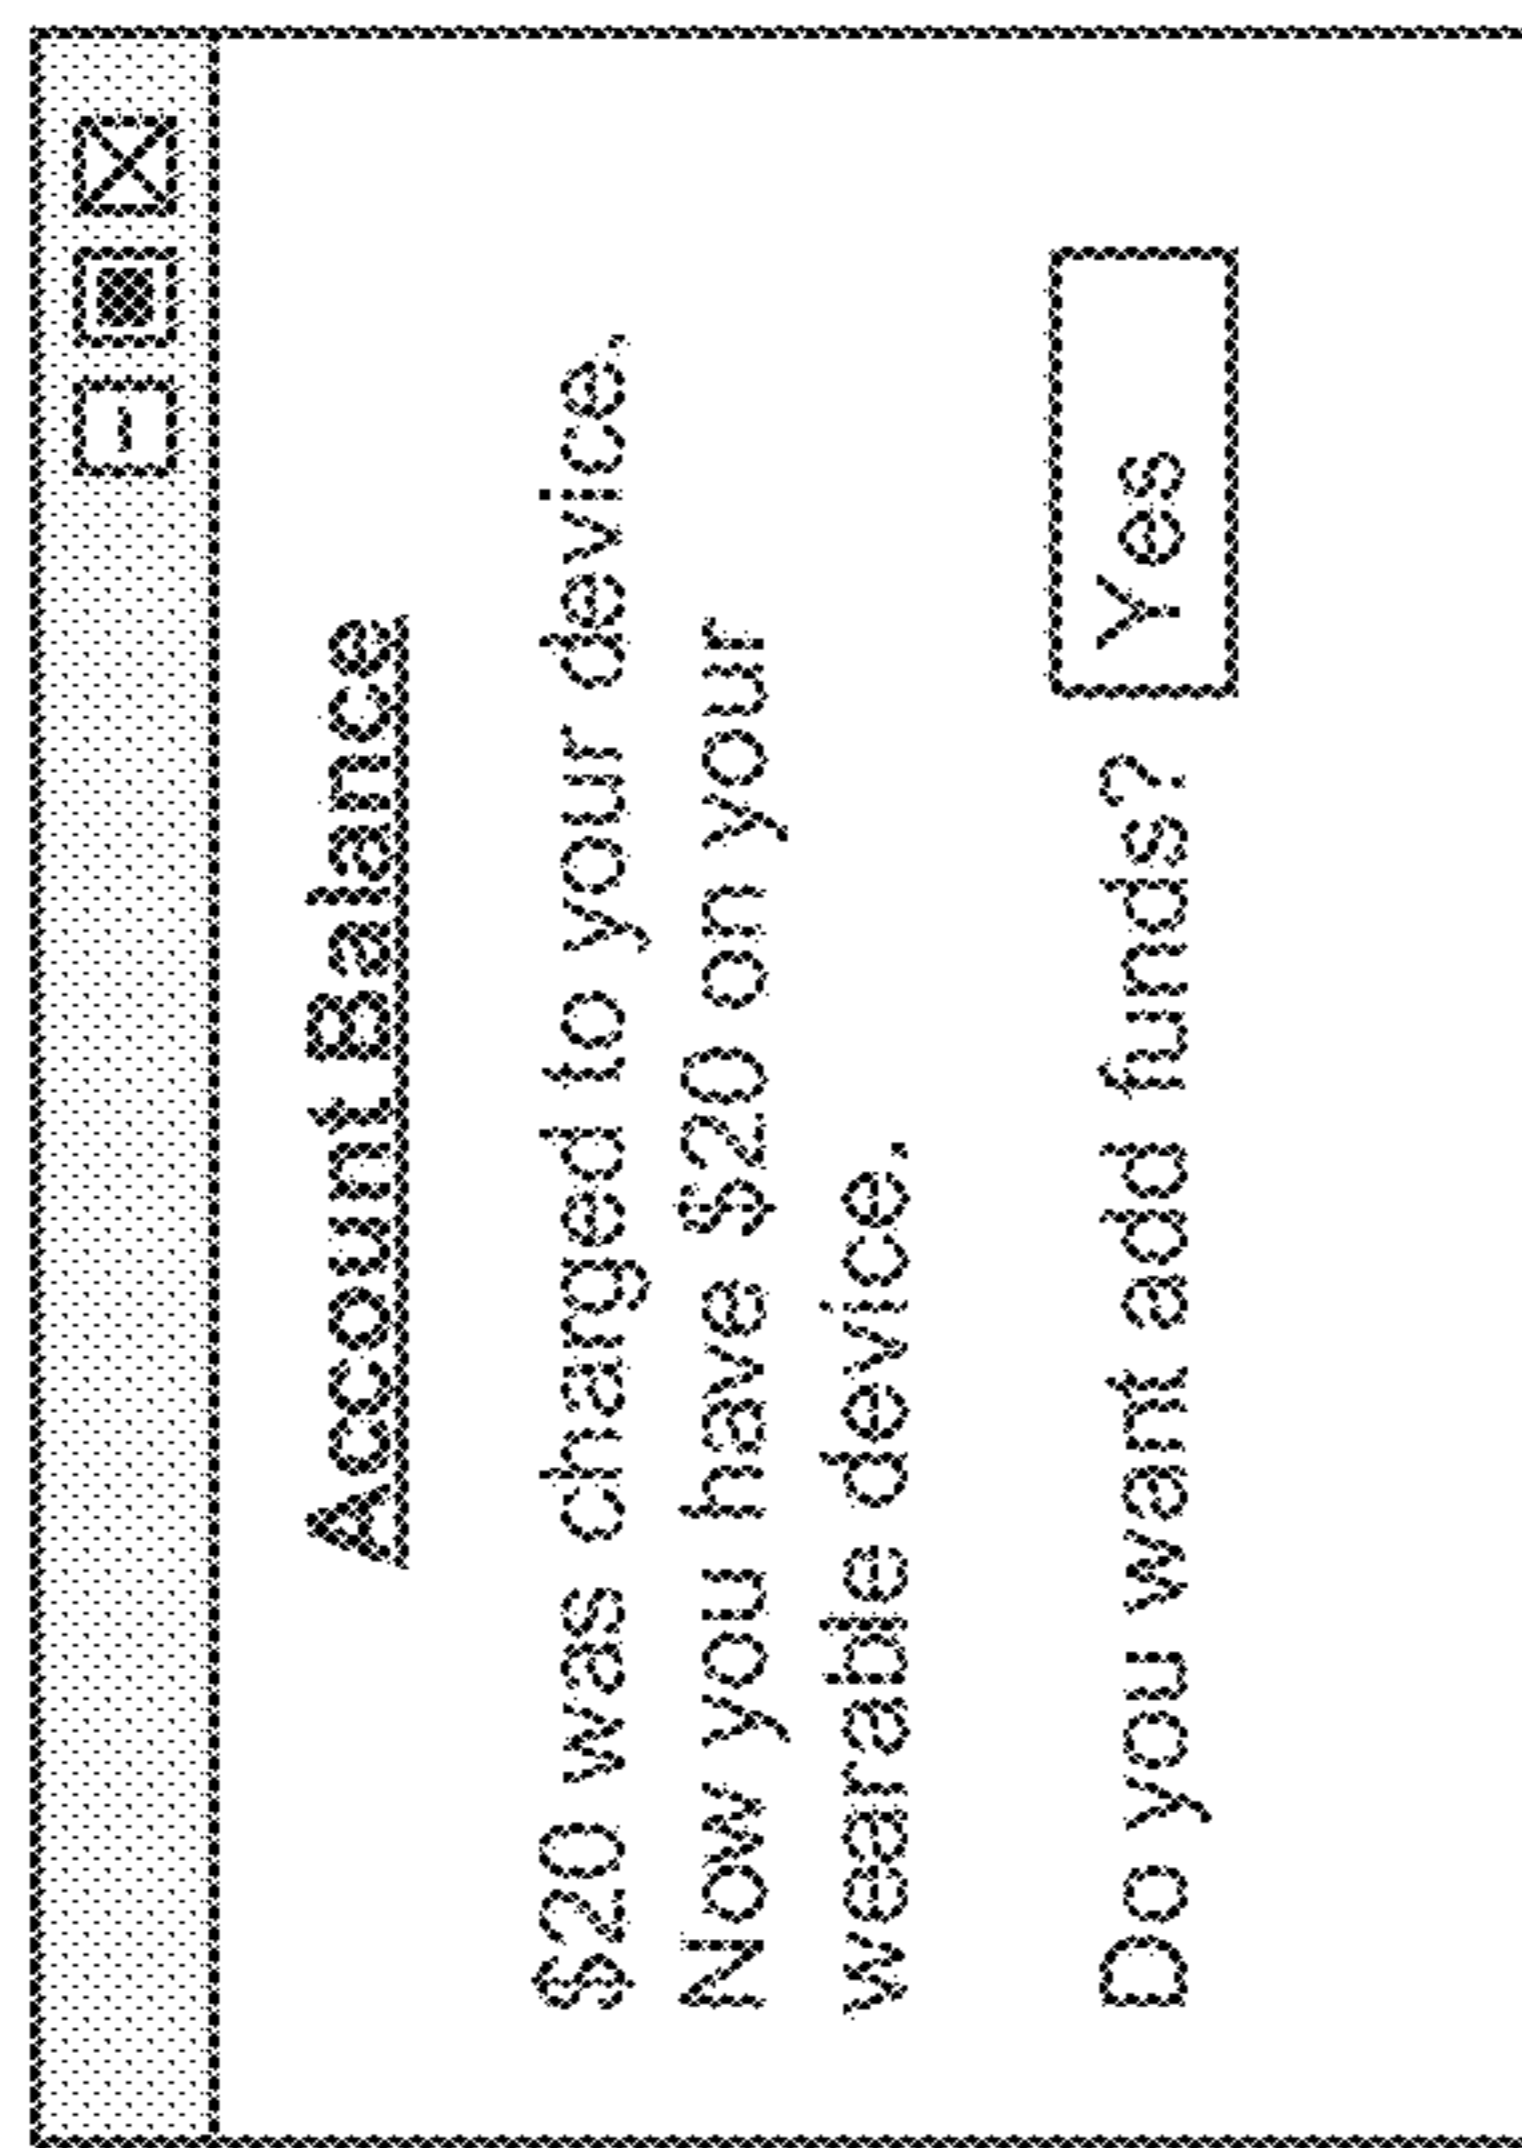 Account Balance
$20 was changed to your device.
Now you have $20 on your
wearable device.
Do you want add funds? Yes